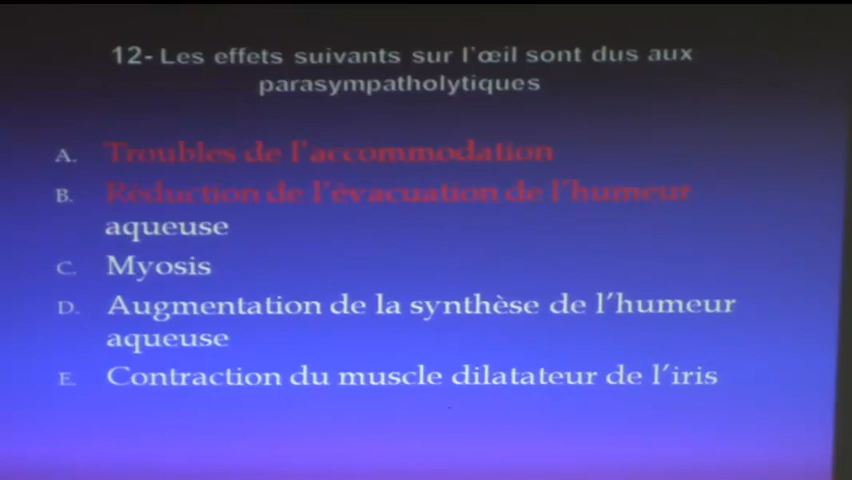 12- Les effets suivants sur l'œil sont dus aux
parasympatholytiques
A. Troubles de l'accommodation
B. Réduction de l'évacuation de l'humeur
aqueuse
C. Myosis
D. Augmentation de la synthèse de l'humeur
aqueuse
E. Contraction du muscle dilatateur de l'iris